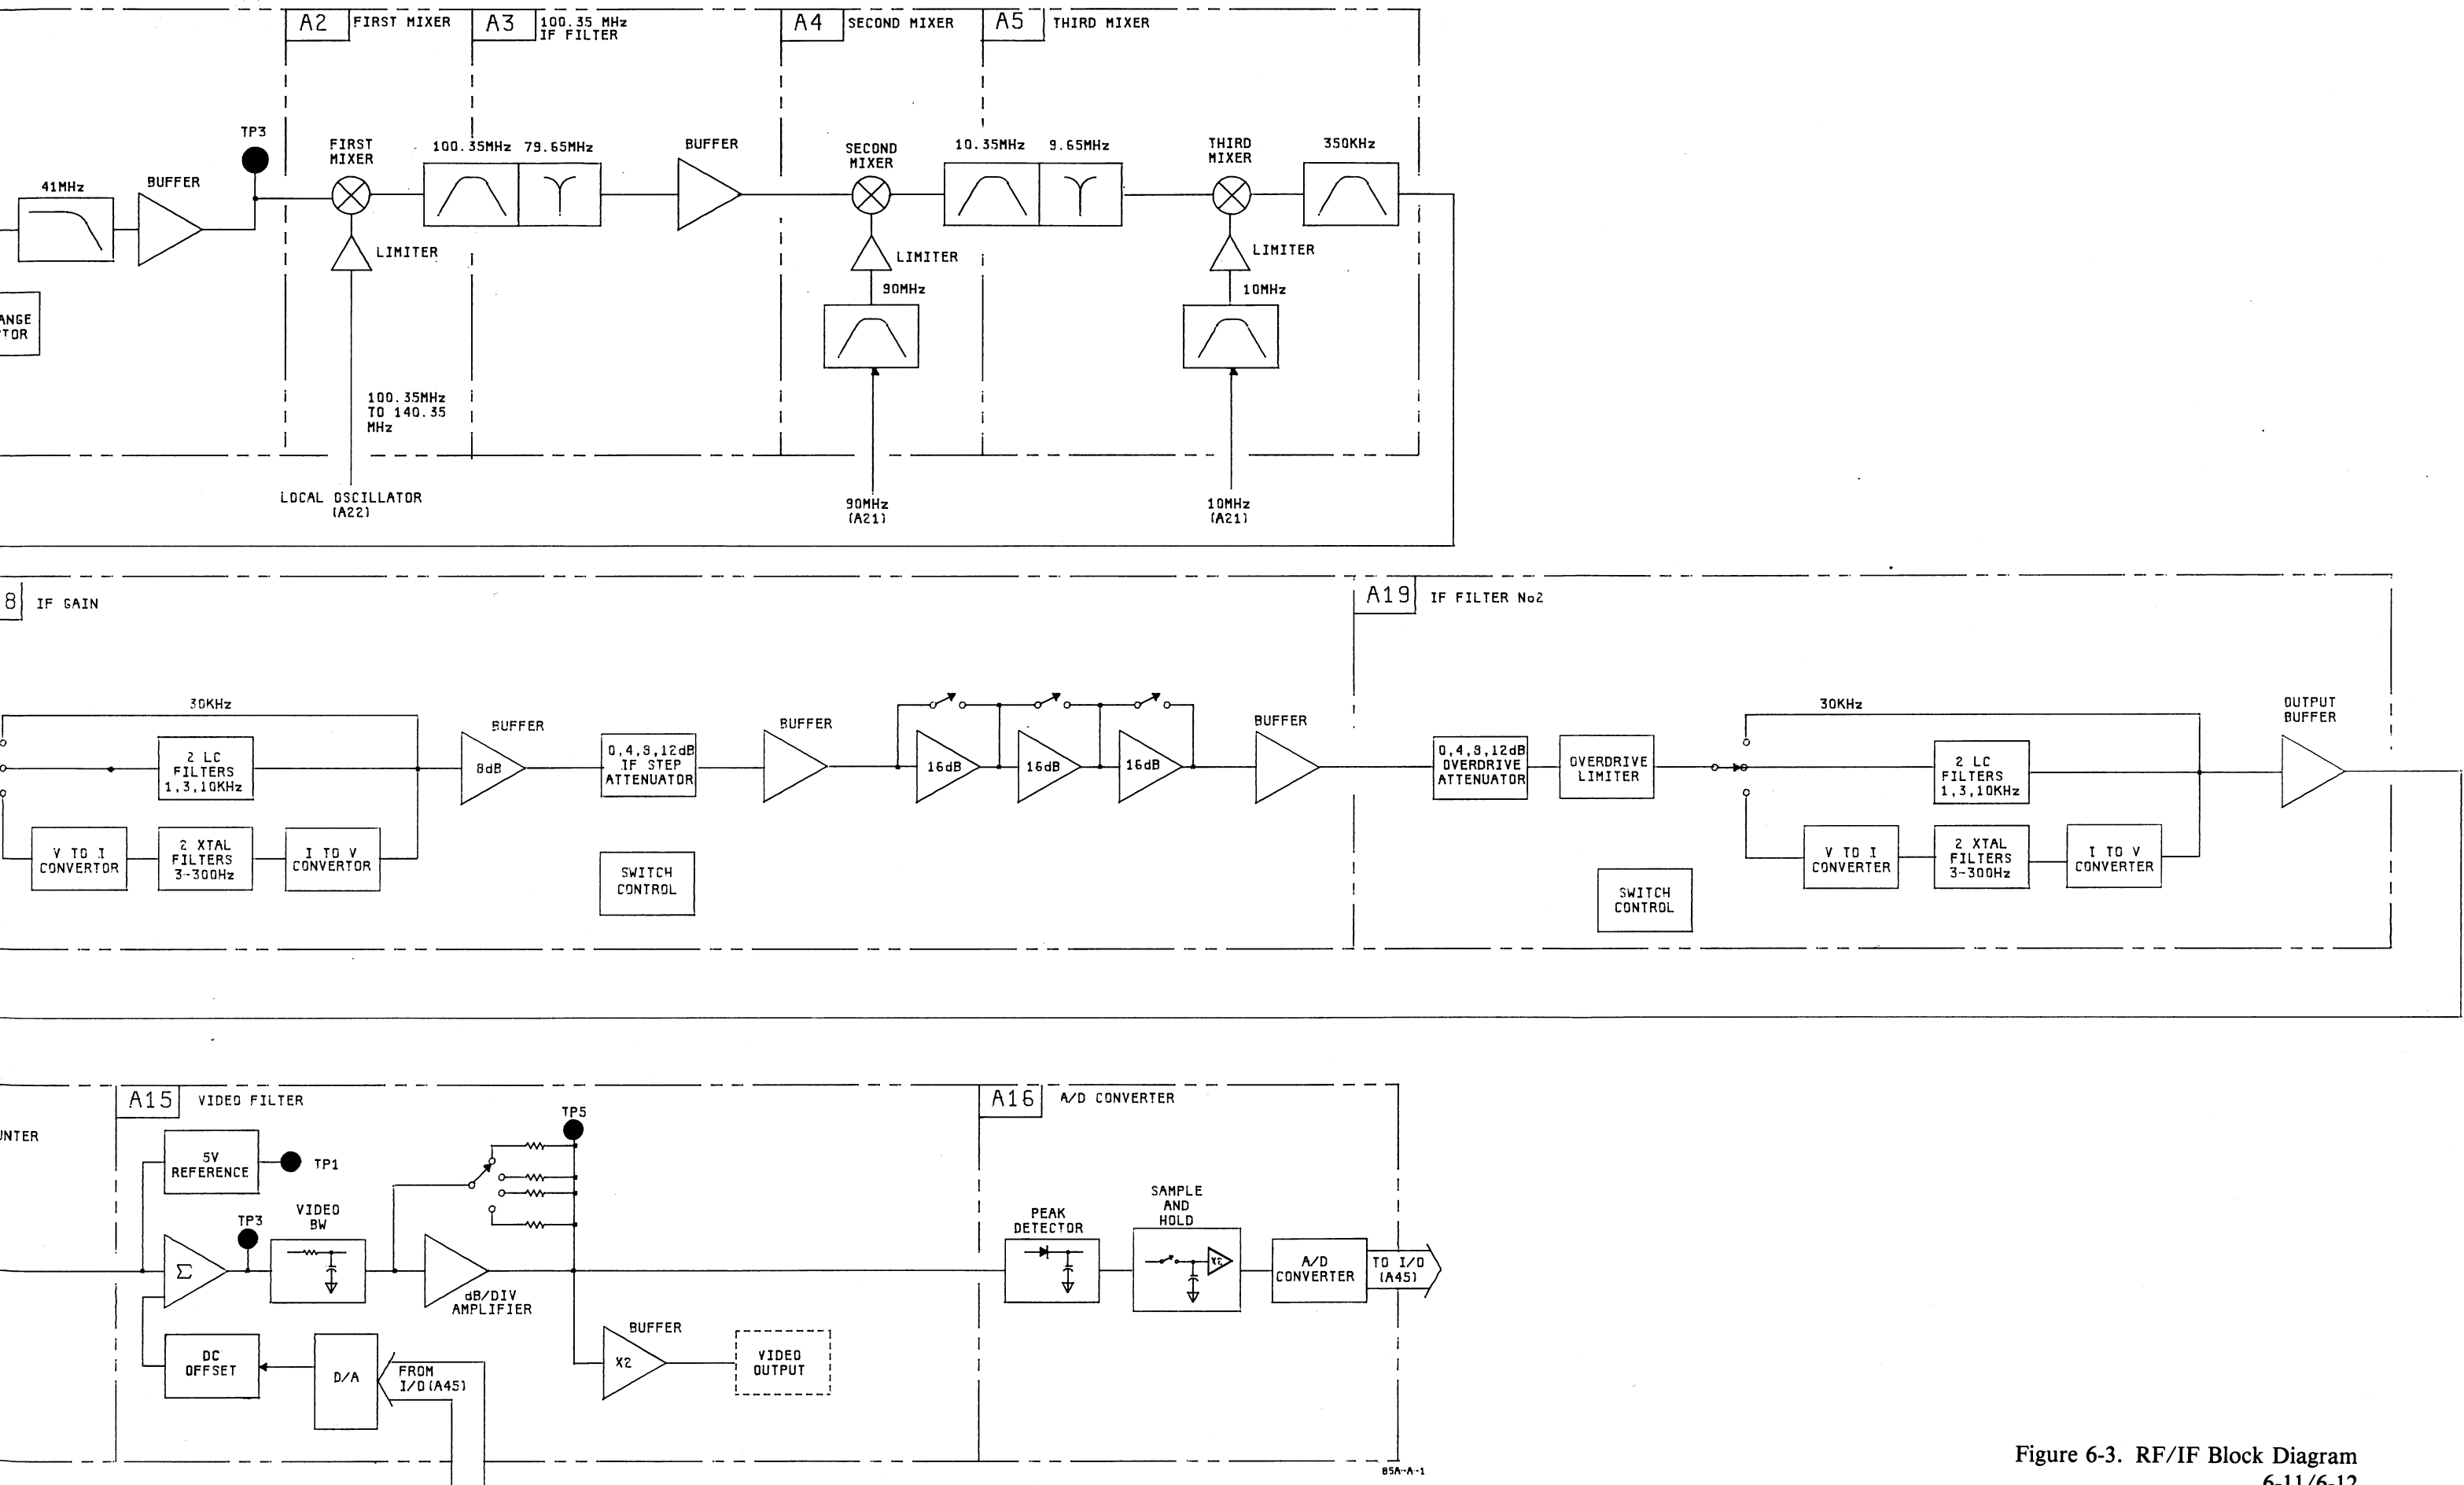 A2
FIRST MIXER
A3
100.35 MHz
IF FILTER
A4
SECOND MIXER
A5
THIRD MIXER
TP3
41MHz
BUFFER
FIRST
MIXER
100.35MHz
79.65MHz
BUFFER
SECOND
MIXER
10.35MHz
9.65MHz
THIRD
MIXER
350KHz
LIMITER
LIMITER
LIMITER
90MHz
10MHz
ANGE
TOR
100.35MHz
TO 140.35
MHz
LOCAL OSCILLATOR
(A22)
90MHz
(A21)
10MHz
(A21)
8
IF GAIN
A19
IF FILTER No2
30KHz
2 LC
FILTERS
1,3,10KHz
V TO I
CONVERTOR
2 XTAL
FILTERS
3-300Hz
I TO V
CONVERTOR
BUFFER
8dB
0,4,8,12dB
IF STEP
ATTENUATOR
SWITCH
CONTROL
BUFFER
16dB
16dB
16dB
BUFFER
0,4,8,12dB
OVERDRIVE
ATTENUATOR
OVERDRIVE
LIMITER
SWITCH
CONTROL
30KHz
2 LC
FILTERS
1,3,10KHz
V TO I
CONVERTER
2 XTAL
FILTERS
3-300Hz
I TO V
CONVERTER
OUTPUT
BUFFER
UNTER
A15
VIDEO FILTER
A16
A/D CONVERTER
5V
REFERENCE
TP1
TP5
TP3
VIDEO
BW
Σ
dB/DIV
AMPLIFIER
DC
OFFSET
D/A
FROM
I/O(A45)
BUFFER
X2
VIDEO
OUTPUT
PEAK
DETECTOR
SAMPLE
AND
HOLD
X2
A/D
CONVERTER
TO I/O
(A45)
85A-A-1
Figure 6-3. RF/IF Block Diagram
6-11/6-12